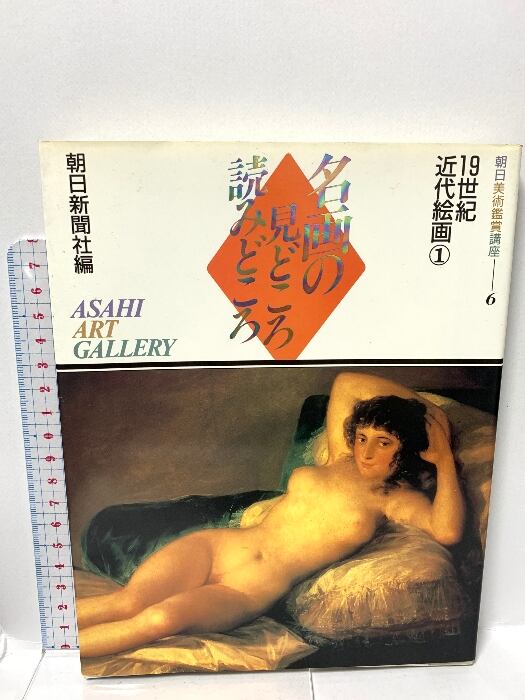 朝日美術鑑賞講座——6
19世紀
近代絵画①
名画の
見どころ
読みどころ
朝日新聞社編
ASAHI
ART
GALLERY